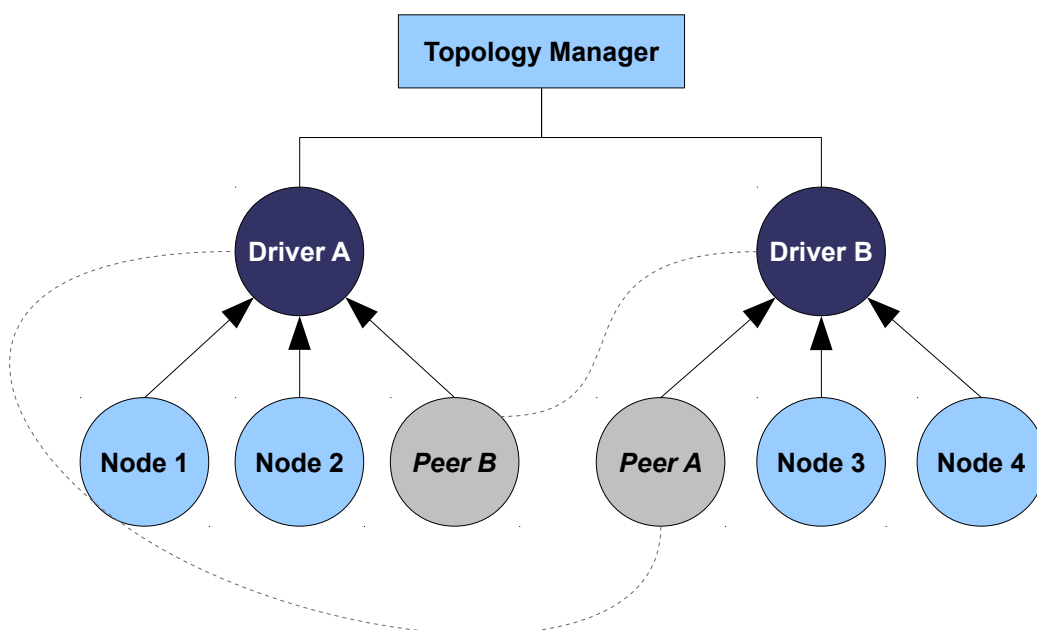 Topology Manager
Driver A
Driver B
Node 1
Node 2
Peer B
Peer A
Node 3
Node 4